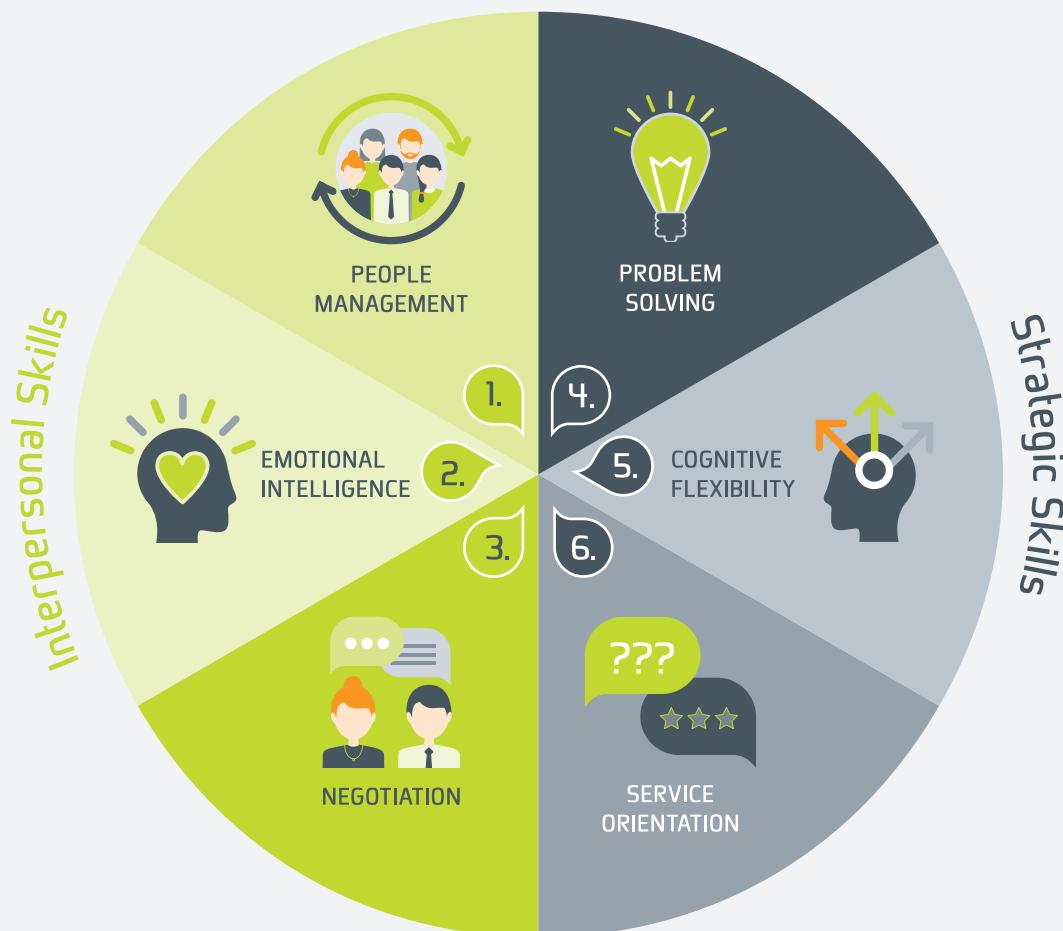 Interpersonal Skills
PEOPLE
MANAGEMENT
1.
EMOTIONAL
INTELLIGENCE
2.
3.
NEGOTIATION
Strategic Skills
PROBLEM
SOLVING
4.
5.
COGNITIVE
FLEXIBILITY
6.
???
SERVICE
ORIENTATION